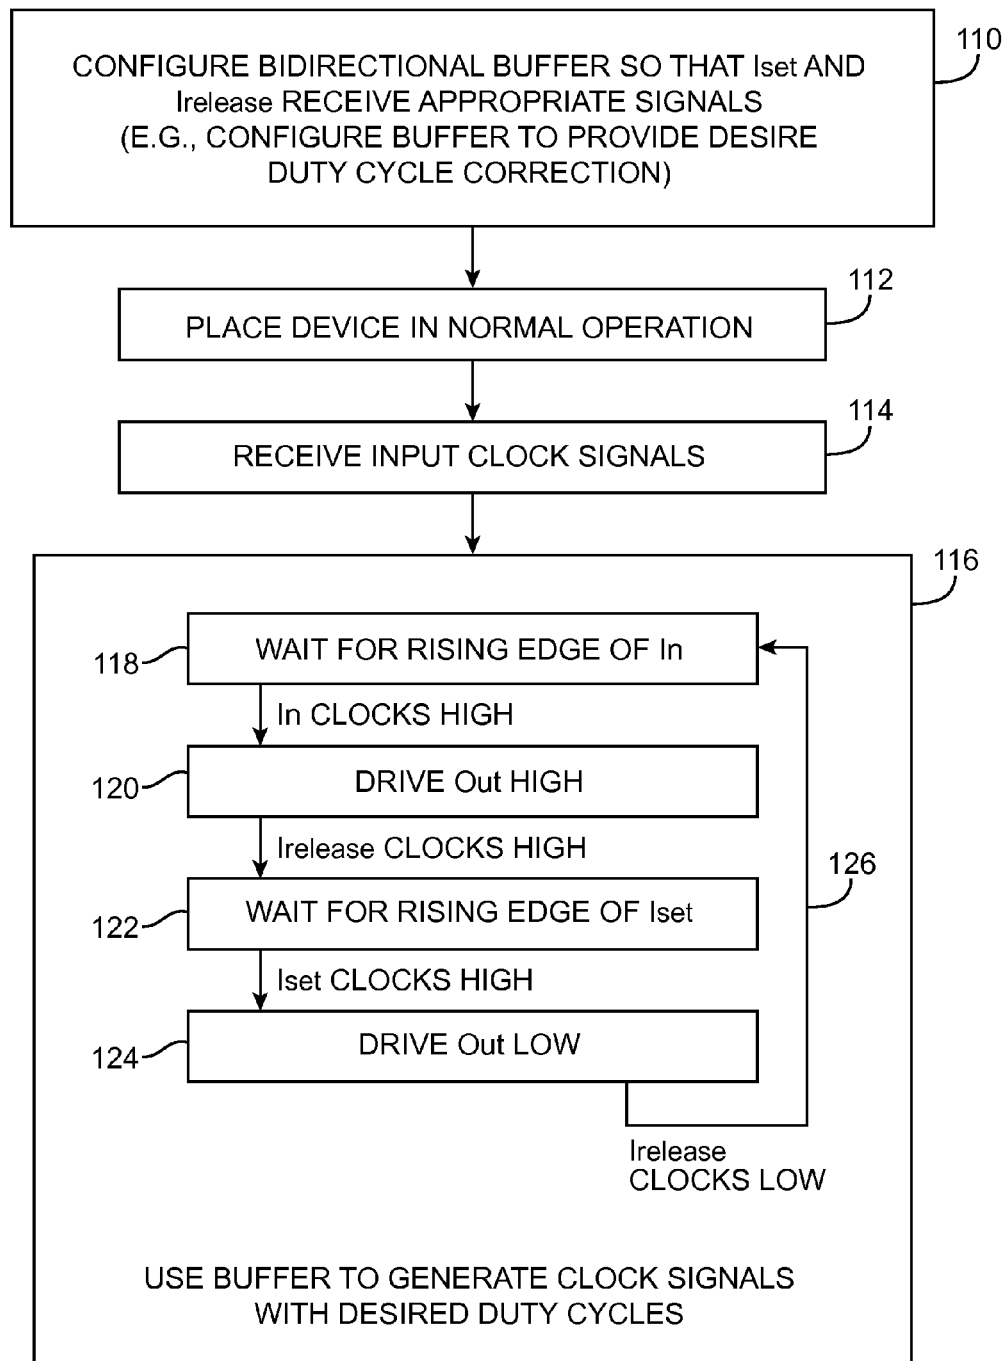 CONFIGURE BIDIRECTIONAL BUFFER SO THAT Iset AND
Irelease RECEIVE APPROPRIATE SIGNALS
(E.G., CONFIGURE BUFFER TO PROVIDE DESIRE
DUTY CYCLE CORRECTION)
110
PLACE DEVICE IN NORMAL OPERATION
112
RECEIVE INPUT CLOCK SIGNALS
114
116
118
WAIT FOR RISING EDGE OF In
In CLOCKS HIGH
120
DRIVE Out HIGH
Irelease CLOCKS HIGH
122
WAIT FOR RISING EDGE OF Iset
126
Iset CLOCKS HIGH
124
DRIVE Out LOW
Irelease
CLOCKS LOW
USE BUFFER TO GENERATE CLOCK SIGNALS
WITH DESIRED DUTY CYCLES